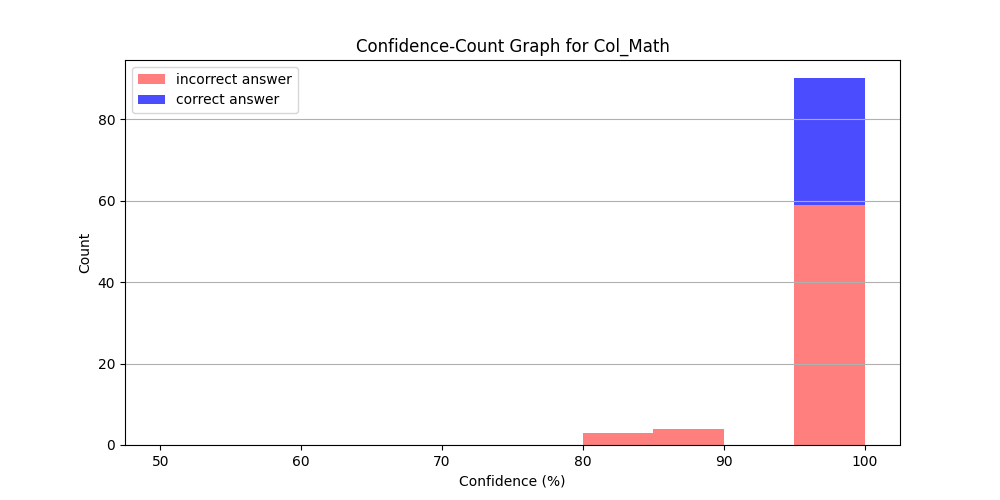 Confidence-Count Graph for Col_Math
incorrect answer
correct answer
80
60
40
20
0
Count
50 60 70 80 90 100
Confidence (%)